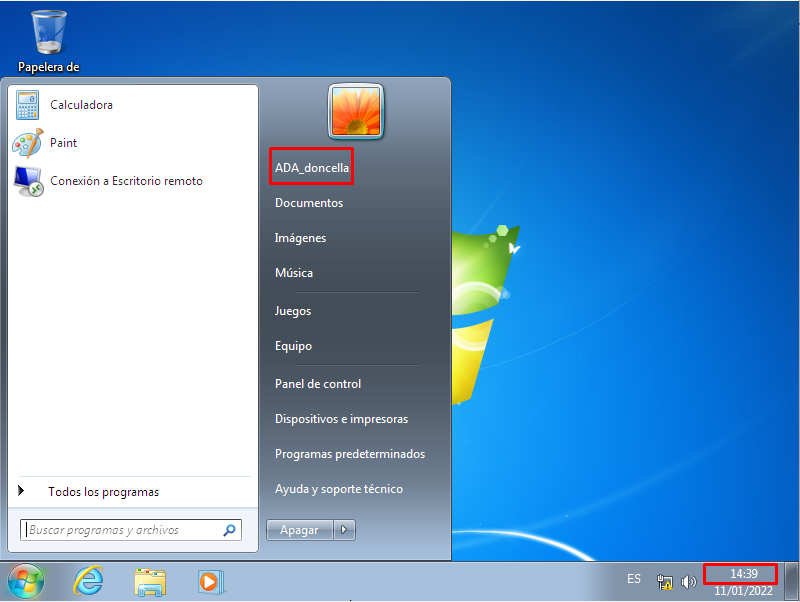 Papelera de
Calculadora
Paint
Conexión a Escritorio remoto
Todos los programas
Buscar programas y archivos
ADA_doncella
Documentos
Imágenes
Música
Juegos
Equipo
Panel de control
Dispositivos e impresoras
Programas predeterminados
Ayuda y soporte técnico
Apagar
ES
14:39
11/01/2022